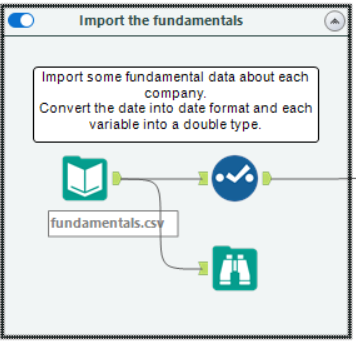 Import the fundamentals
Import some fundamental data about each
company.
Convert the date into date format and each
variable into a double type.
fundamentals.csv